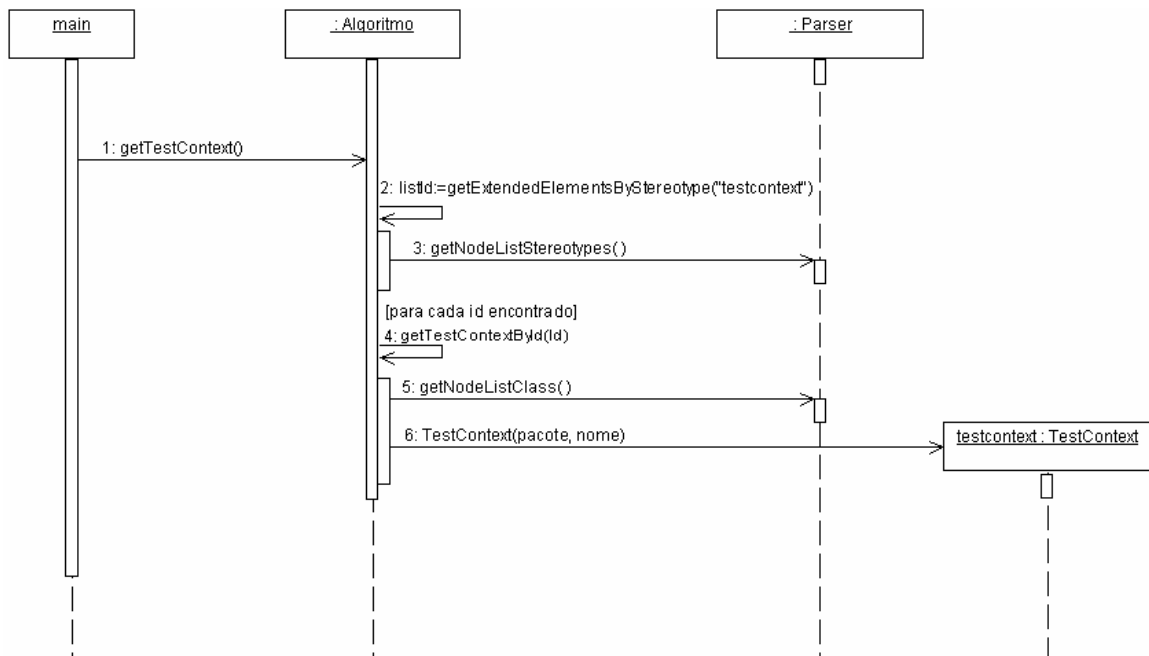 main
: Algoritmo
: Parser
1: getTestContext()
2: listId:=getExtendedElementsByStereotype("testcontext")
3: getNodeListStereotypes( )
[para cada id encontrado]
4: getTestContextById(Id)
5: getNodeListClass( )
6: TestContext(pacote, nome)
testcontext : TestContext